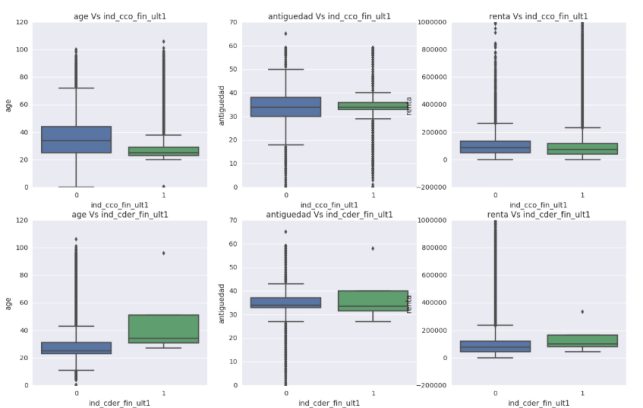 age Vs ind_cco_fin_ult1
120
100
80
60
40
20
0
age
0 1
ind_cco_fin_ult1
antiguedad Vs ind_cco_fin_ult1
70
60
50
40
30
20
10
0
antiguedad
0 1
ind_cco_fin_ult1
renta Vs ind_cco_fin_ult1
1000000
800000
600000
400000
200000
0
−200000
renta
0 1
ind_cco_fin_ult1
age Vs ind_cder_fin_ult1
120
100
80
60
40
20
0
age
0 1
ind_cder_fin_ult1
antiguedad Vs ind_cder_fin_ult1
70
60
50
40
30
20
10
0
antiguedad
0 1
ind_cder_fin_ult1
renta Vs ind_cder_fin_ult1
1000000
800000
600000
400000
200000
0
−200000
renta
0 1
ind_cder_fin_ult1